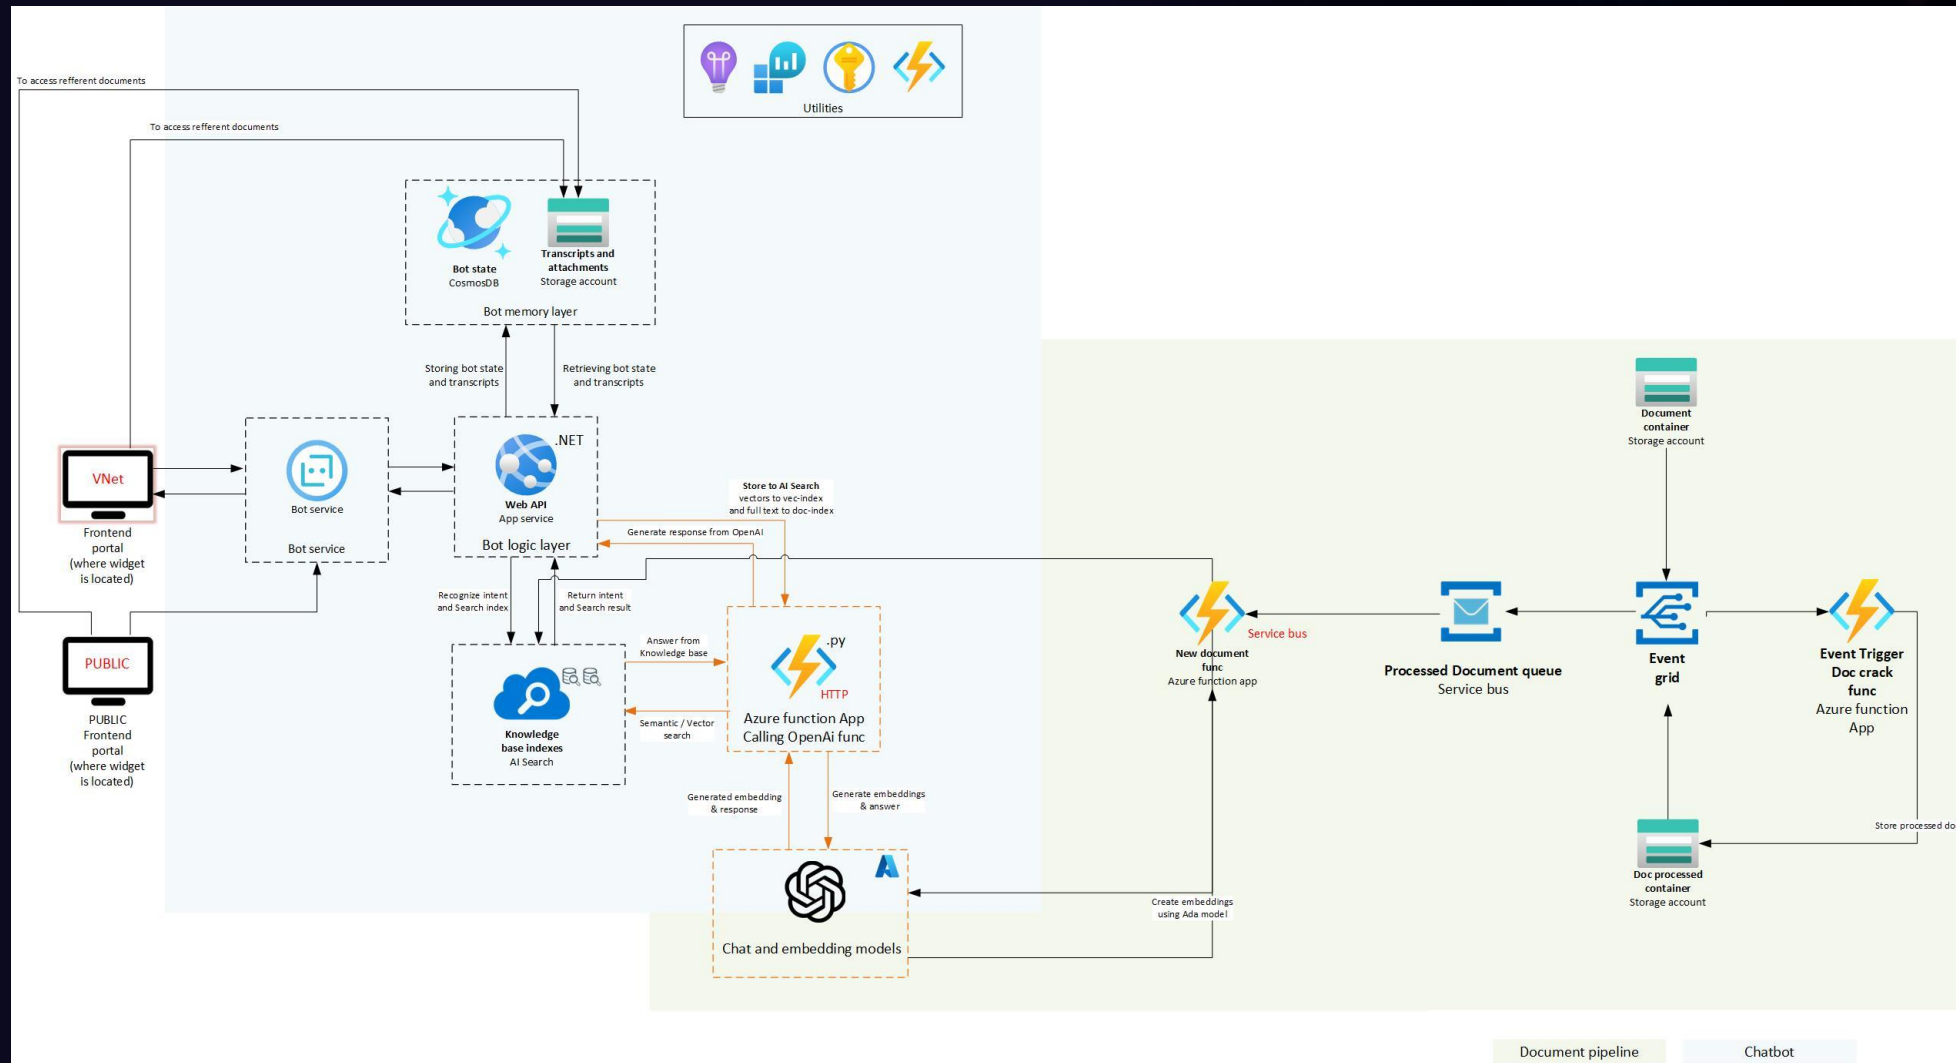 To access refferent documents
To access refferent documents
Utilities
Bot state
CosmosDB
Transcripts and
attachments
Storage account
Bot memory layer
Storing bot state
and transcripts
Retrieving bot state
and transcripts
VNet
Frontend
portal
(where widget
is located)
Bot service
Bot service
.NET
Web API
App service
Bot logic layer
Store to AI Search
vectors to vec-index
and full text to doc-index
Generate response from OpenAI
Recognize intent
and Search index
Return intent
and Search result
PUBLIC
PUBLIC
Frontend
portal
(where widget
is located)
Knowledge
base indexes
AI Search
Answer from
Knowledge base
Semantic / Vector
search
.py
HTTP
Azure function App
Calling OpenAi func
Generated embedding
& response
Generate embeddings
& answer
Chat and embedding models
Create embeddings
using Ada model
Service bus
New document
func
Azure function app
Processed Document queue
Service bus
Document
container
Storage account
Event
grid
Event Trigger
Doc crack
func
Azure function
App
Store processed do
Doc processed
container
Storage account
Document pipeline
Chatbot